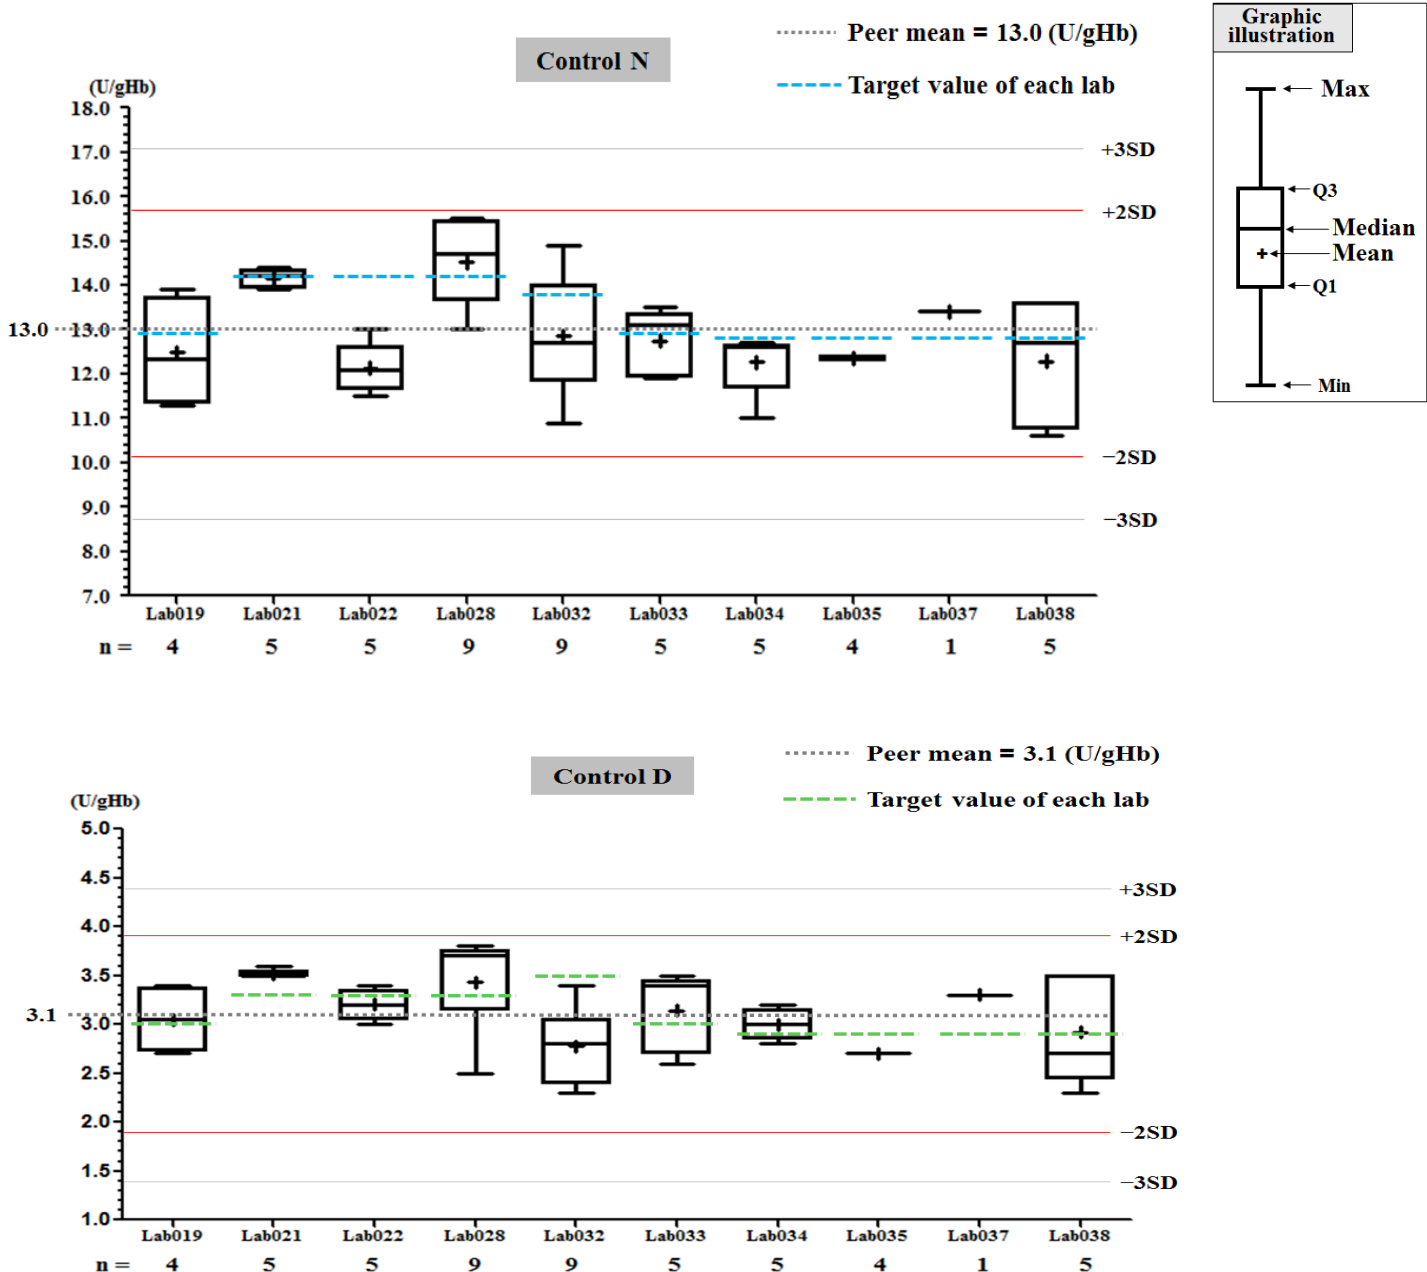 Peer mean = 13.0 (U/gHb)
Control N
Target value of each lab
(U/gHb)
18.0
17.0
16.0
15.0
14.0
13.0
13.0
12.0
11.0
10.0
9.0
8.0
7.0
+3SD
+2SD
−2SD
−3SD
Lab019 Lab021 Lab022 Lab028 Lab032 Lab033 Lab034 Lab035 Lab037 Lab038
n = 4 5 5 9 9 5 5 4 1 5
Graphic
illustration
Max
Q3
Median
Mean
Q1
Min
Peer mean = 3.1 (U/gHb)
Control D
Target value of each lab
(U/gHb)
5.0
4.5
4.0
3.5
3.1
3.0
2.5
2.0
1.5
1.0
+3SD
+2SD
−2SD
−3SD
Lab019 Lab021 Lab022 Lab028 Lab032 Lab033 Lab034 Lab035 Lab037 Lab038
n = 4 5 5 9 9 5 5 4 1 5